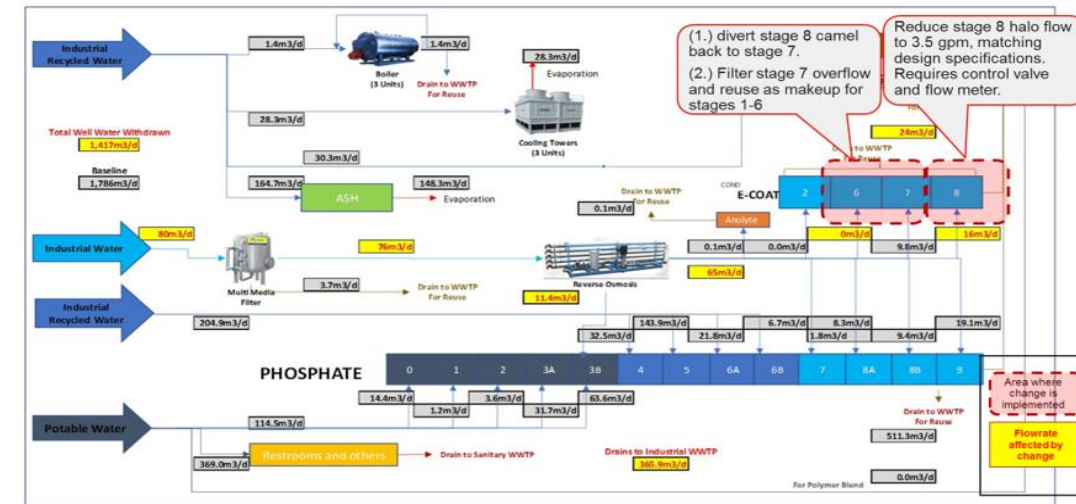 Industrial
Recycled Water
1.4m3/d
1.4m3/d
Boiler
(3 Units)
Drain to WWTP
For Reuse
28.3m3/d
Evaporation
(1.) divert stage 8 camel
back to stage 7.
(2.) Filter stage 7 overflow
and reuse as makeup for
stages 1-6
Reduce stage 8 halo flow
to 3.5 gpm, matching
design specifications.
Requires control valve
and flow meter.
28.3m3/d
Cooling Towers
(3 Units)
24m3/d
Total Well Water Withdrawn
1,417m3/d
Baseline
1,786m3/d
30.3m3/d
164.7m3/d
ASH
148.3m3/d
Evaporation
Drain to WWTP
For Reuse
0.1m3/d
COND
E-COAT
2
6
7
8
Anolyte
0.1m3/d
0.0m3/d
0m3/d
9.8m3/d
16m3/d
Industrial Water
80m3/d
Multi Media
Filter
76m3/d
Reverse Osmosis
65m3/d
3.7m3/d
Drain to WWTP
For Reuse
11.4m3/d
Industrial
Recycled Water
204.9m3/d
32.5m3/d
143.9m3/d
21.8m3/d
6.7m3/d
1.8m3/d
8.3m3/d
9.4m3/d
19.1m3/d
PHOSPHATE
0
1
2
3A
3B
4
5
6A
6B
7
8A
8B
9
14.4m3/d
1.2m3/d
3.6m3/d
31.7m3/d
63.6m3/d
Potable Water
114.5m3/d
369.0m3/d
Restrooms and others
Drain to Sanitary WWTP
Drains to Industrial WWTP
365.9m3/d
Drain to WWTP
For Reuse
511.3m3/d
0.0m3/d
For Polymer Blend
Area where
change is
implemented
Flowrate
affected by
change